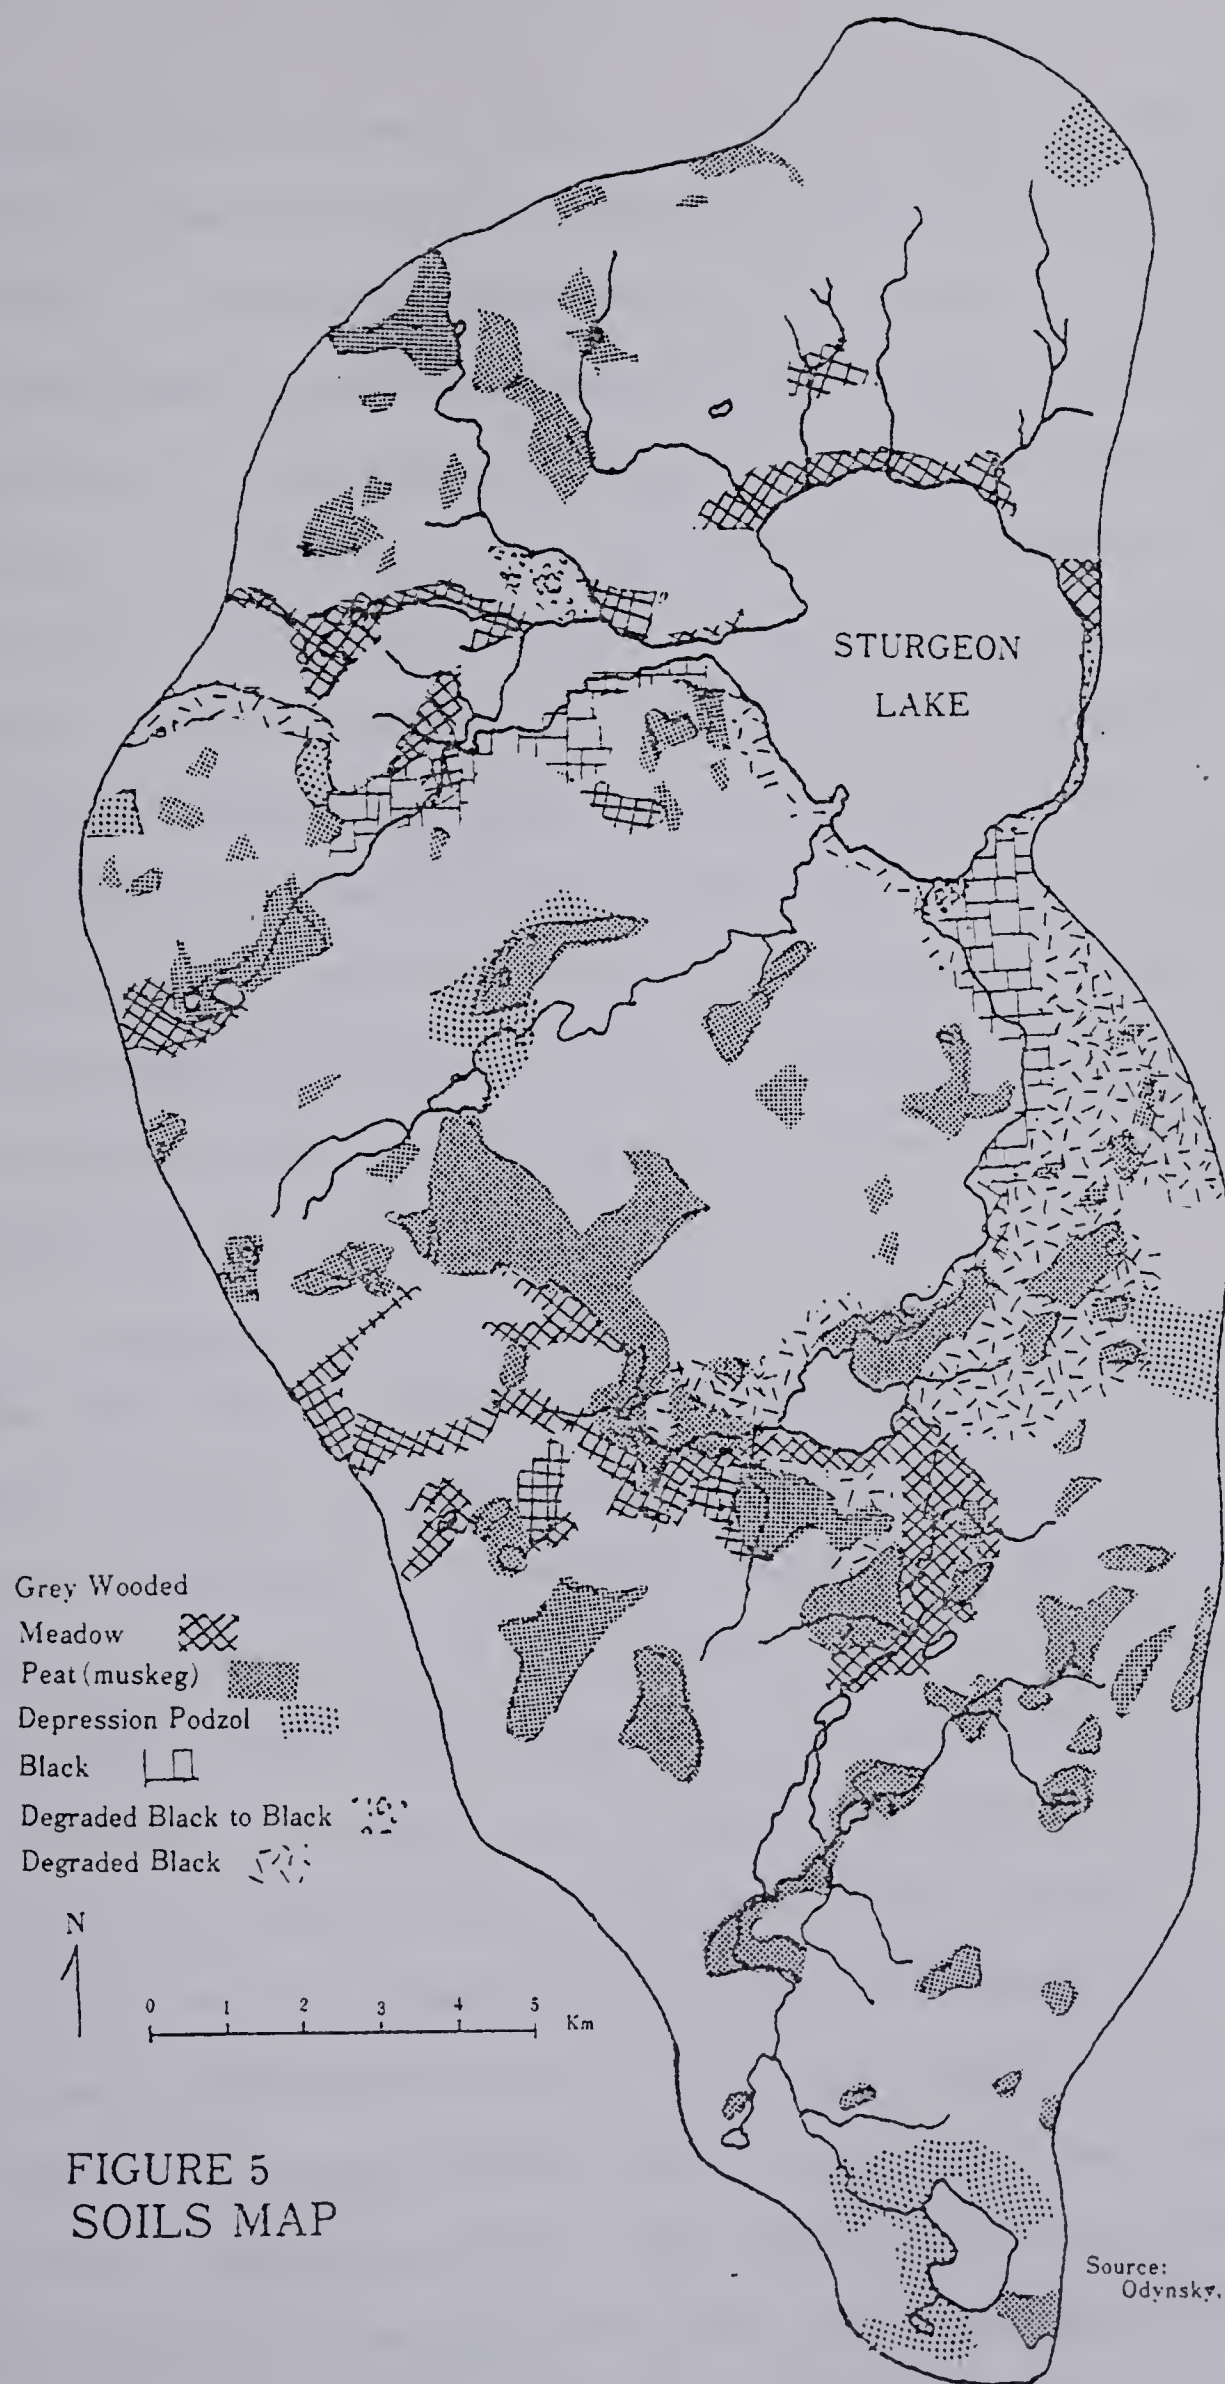 STURGEON
LAKE
Grey Wooded
Meadow
Peat (muskeg)
Depression Podzol
Black
Degraded Black to Black
Degraded Black
N
0 1 2 3 4 5 Km
FIGURE 5
SOILS MAP
Source:
Odynsky,